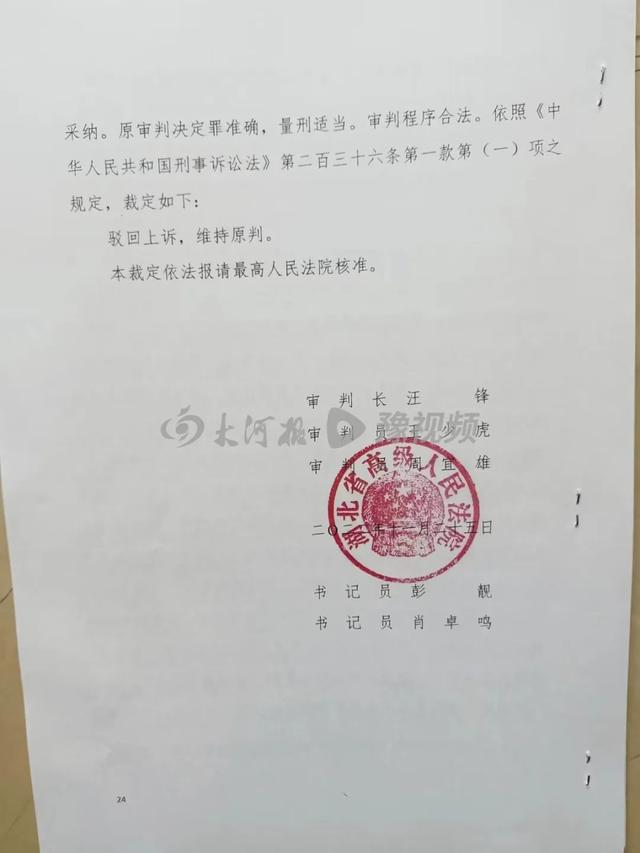 采纳。原审判决定罪准确，量刑适当。审判程序合法。依照《中
华人民共和国刑事诉讼法》第二百三十六条第一款第（一）项之
规定，裁定如下：
驳回上诉，维持原判。
本裁定依法报请最高人民法院核准。
审判长汪锋
大河报 豫视频
审判员王少虎
审判员周宜雄
湖北省高级人民法院
二〇二二年十一月二十五日
书记员彭靓
书记员肖卓鸣
24